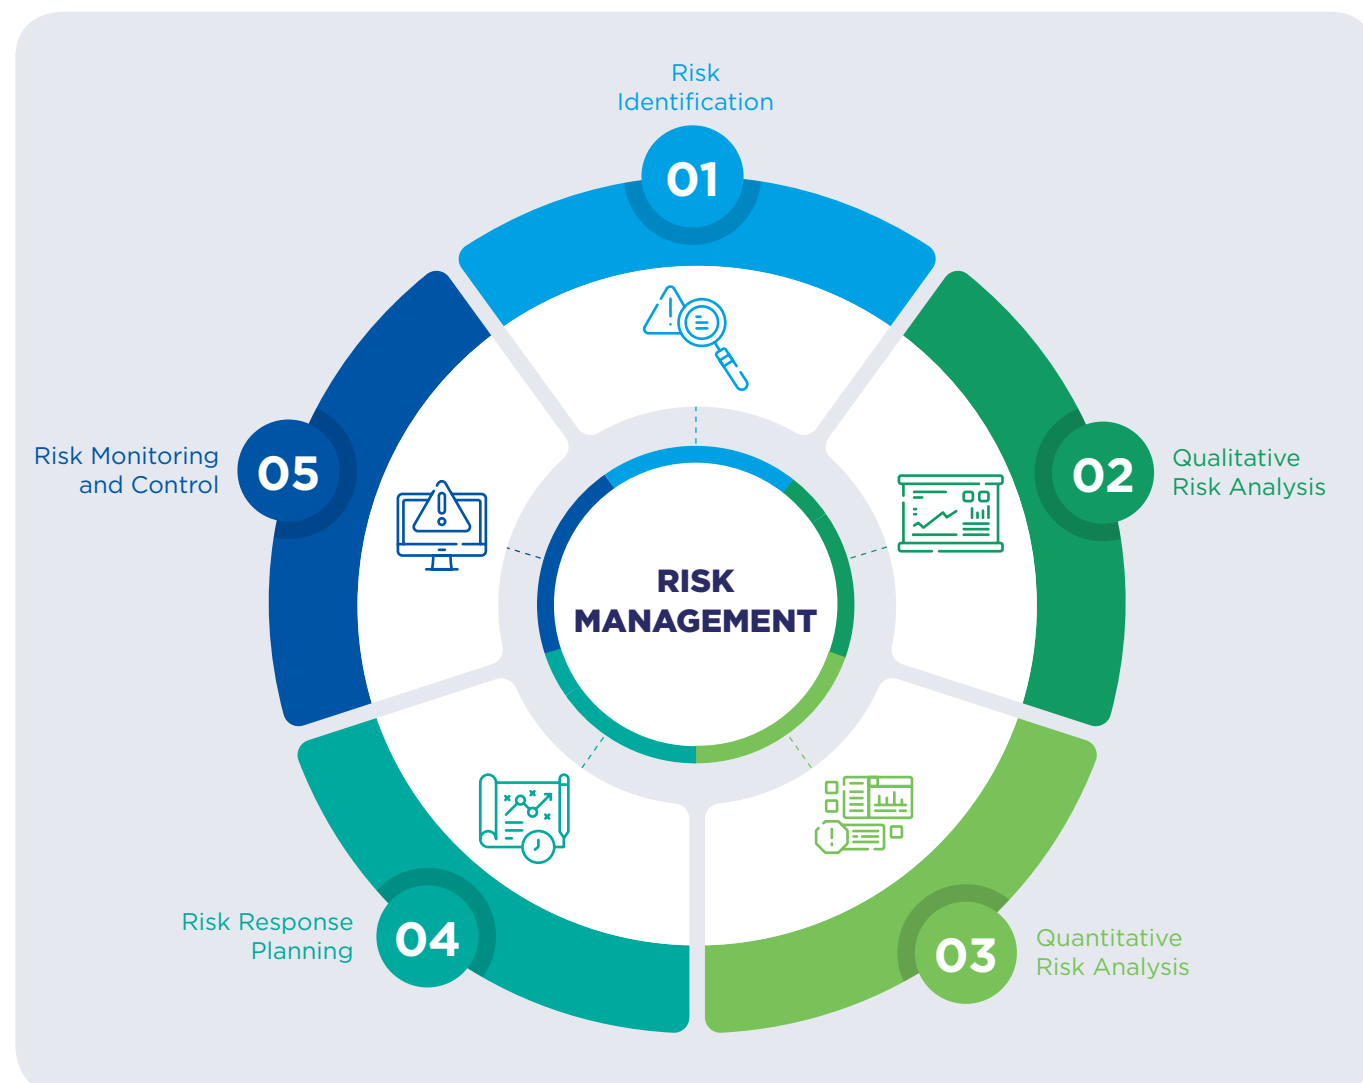 Risk
Identification
01
02
Qualitative
Risk Analysis
03
Quantitative
Risk Analysis
04
Risk Response
Planning
05
Risk Monitoring
and Control
RISK
MANAGEMENT